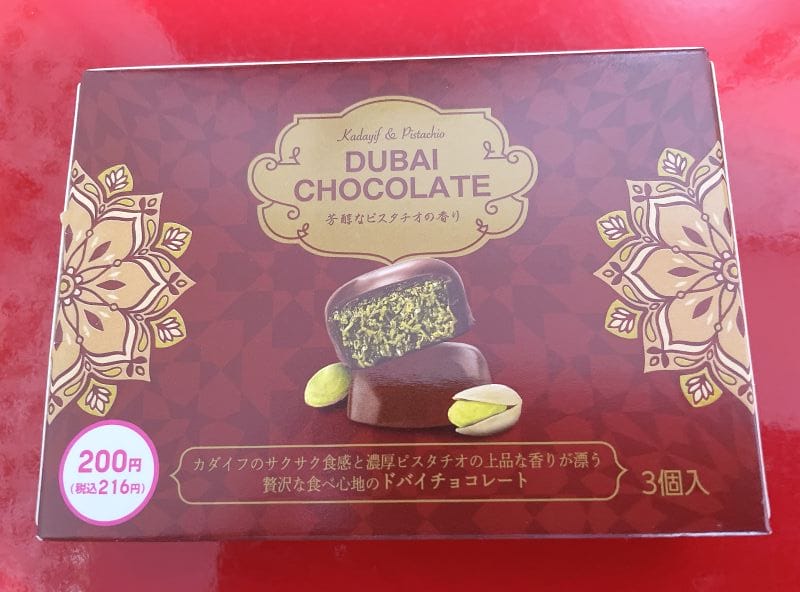 Kadayif & Pistachio
DUBAI
CHOCOLATE
芳醇なピスタチオの香り
200円
(税込216円)
カダイフのサクサク食感と濃厚ピスタチオの上品な香りが漂う
贅沢な食べ心地のドバイチョコレート
3個入